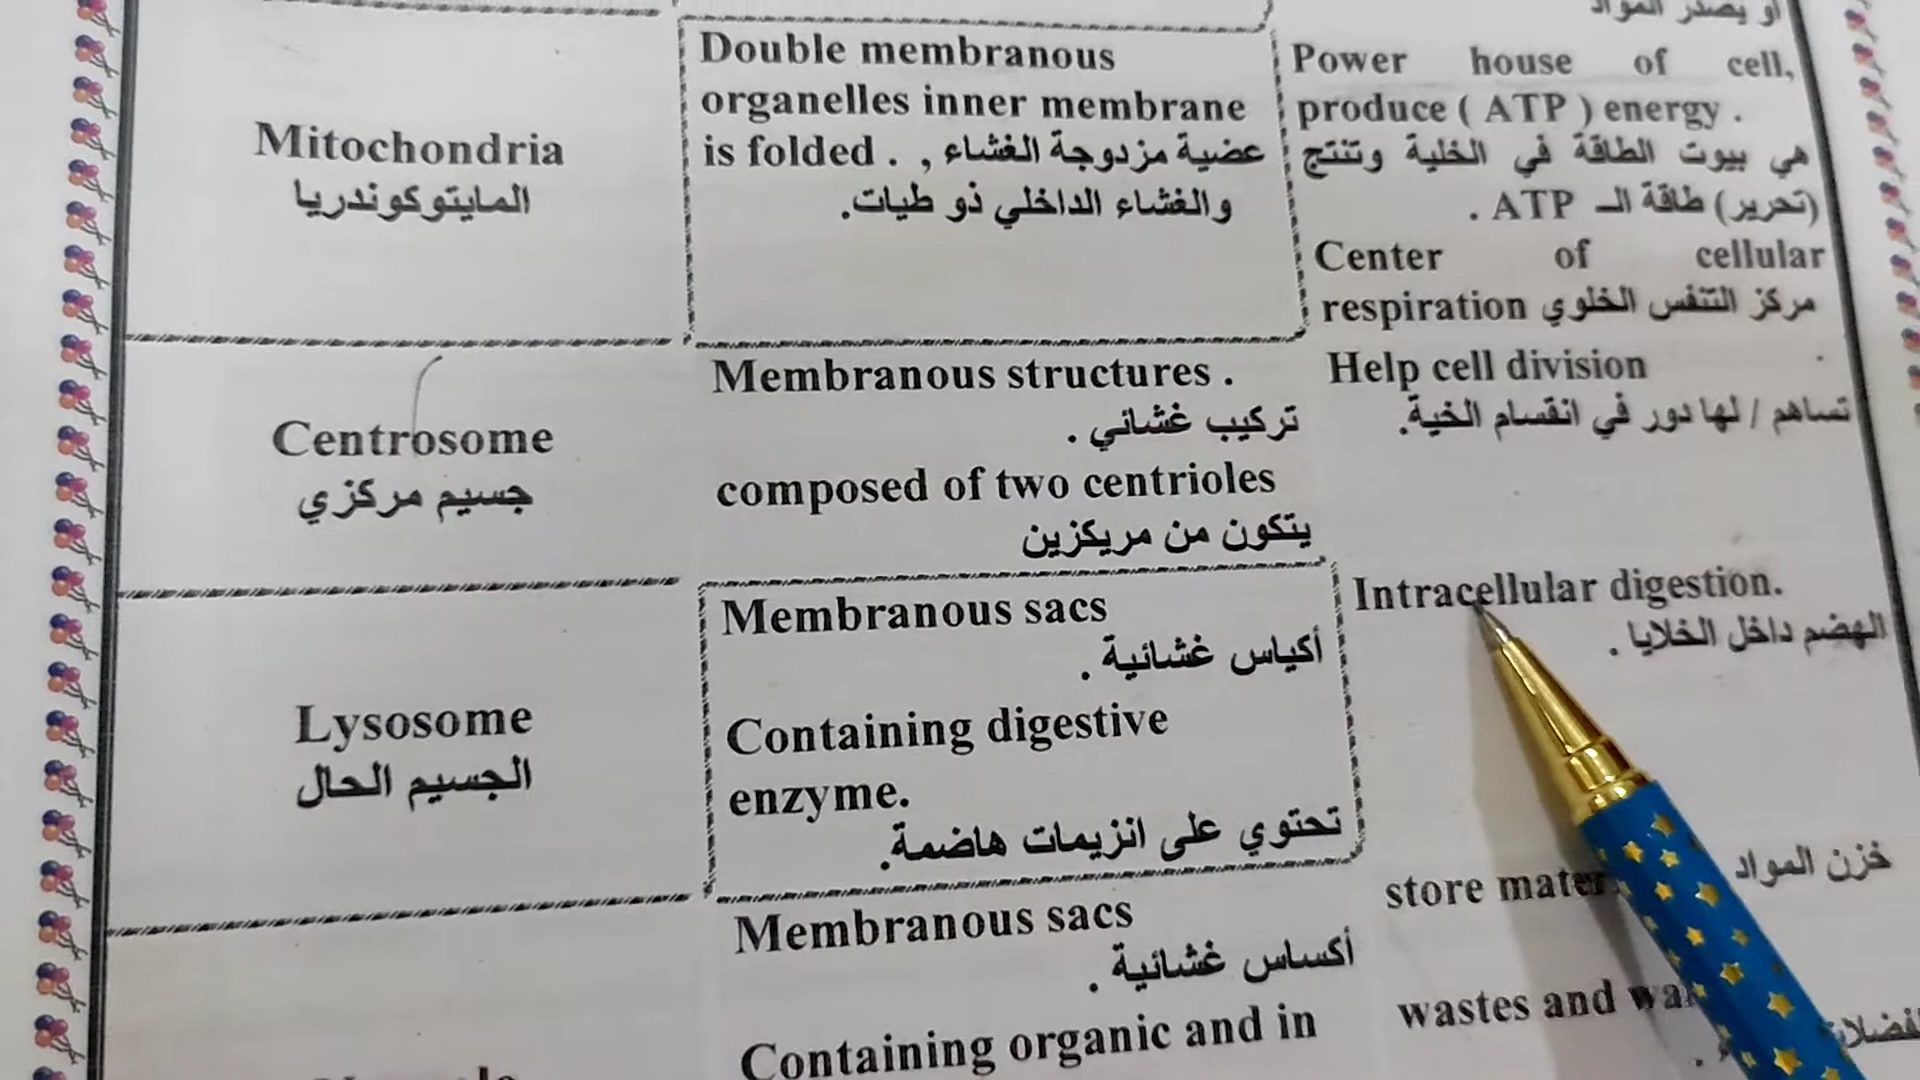 أو يصدر المواد
Mitochondria
المايتوكوندريا
Double membranous
organelles inner membrane
is folded . , عضية مزدوجة الغشاء
والغشاء الداخلي ذو طيات.
Power house of cell,
produce ( ATP ) energy .
هي بيوت الطاقة في الخلية وتنتج
(تحرير) طاقة الـ ATP .
Center of cellular
respiration مركز التنفس الخلوي
Centrosome
جسيم مركزي
Membranous structures .
تركيب غشائي .
composed of two centrioles
يتكون من مريكزين
Help cell division
تساهم / لها دور في انقسام الخية.
Lysosome
الجسيم الحال
Membranous sacs
أكياس غشائية .
Containing digestive
enzyme.
تحتوي على انزيمات هاضمة.
Intracellular digestion.
الهضم داخل الخلايا .
Membranous sacs
أكساس غشائية .
Containing organic and in
store خزن المواد
wastes and